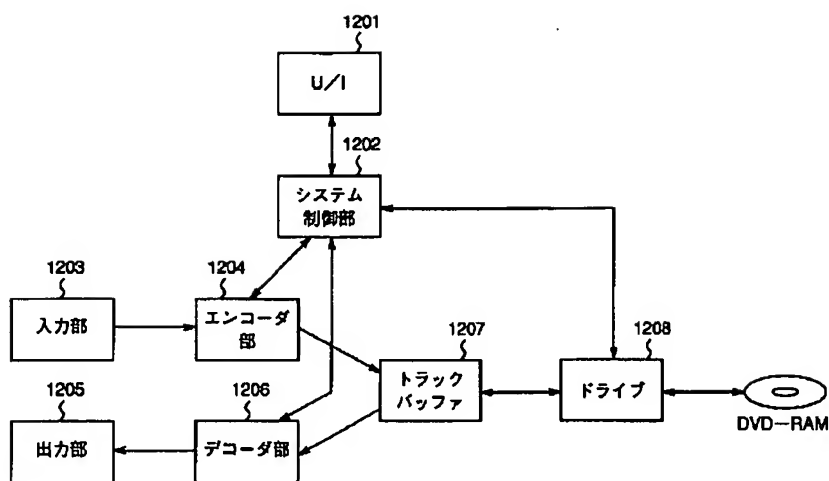 1201
U/I
1202
システム
制御部
1203
入力部
1204
エンコーダ
部
1205
出力部
1206
デコーダ部
1207
トラック
バッファ
1208
ドライブ
DVD-RAM